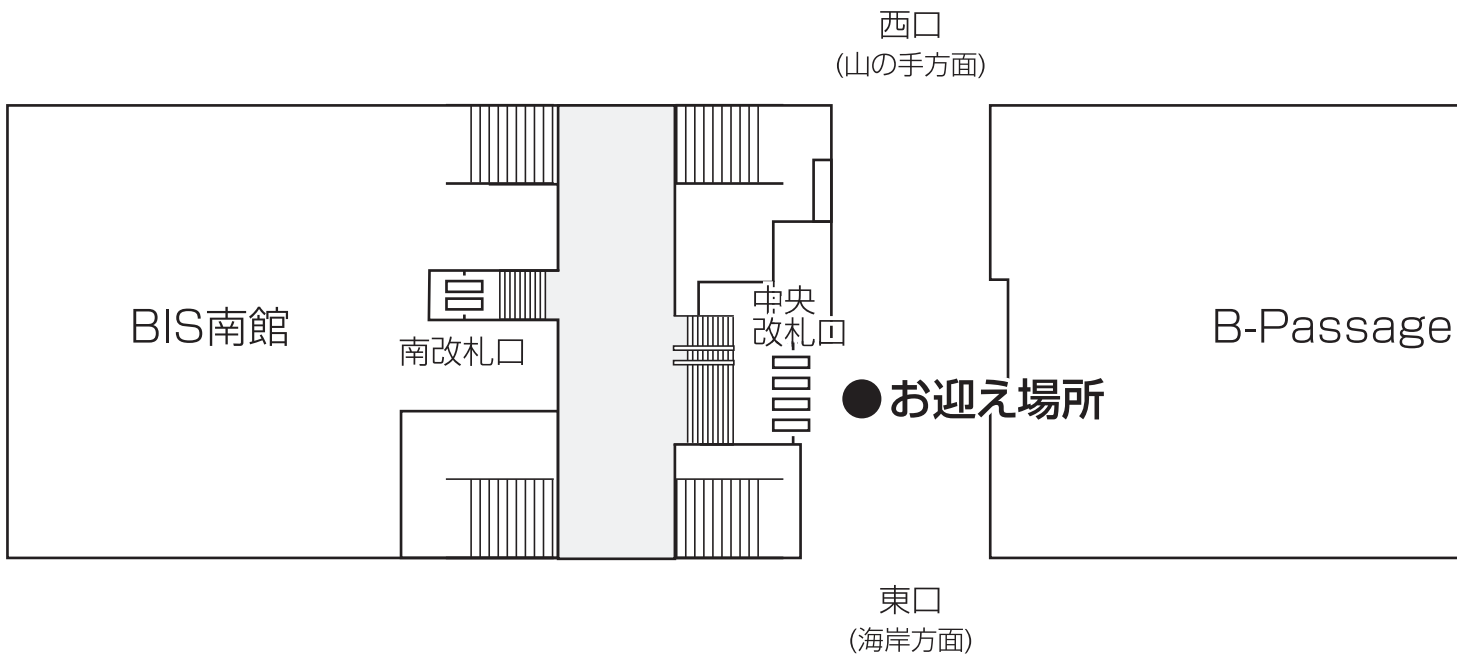 西口
(山の手方面)
BIS南館
南改札口
中央
改札口
B-Passage
●お迎え場所
東口
(海岸方面)